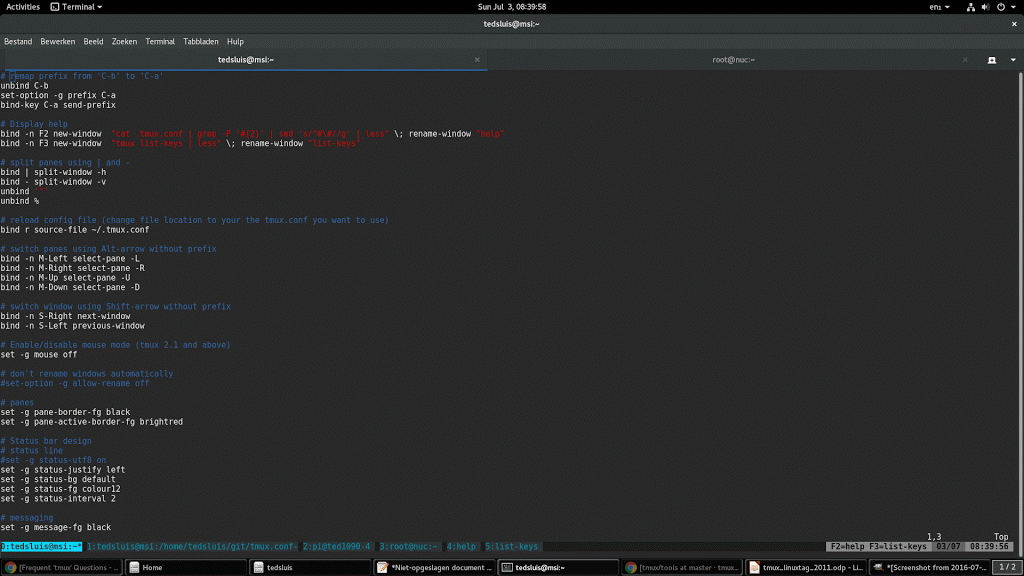 Activities Terminal Sun Jul 3, 08:39:58 en₁
tedsluis@msi:~
Bestand Bewerken Beeld Zoeken Terminal Tabbladen Hulp
tedsluis@msi:~ root@nuc:~
# remap prefix from 'C-b' to 'C-a'
unbind C-b
set-option -g prefix C-a
bind-key C-a send-prefix
# Display help
bind -n F2 new-window "cat .tmux.conf | grep -P | sed | less" \; rename-window "help"
bind -n F3 new-window "tmux list-keys | less" \; rename-window "list-keys"
# split panes using | and -
bind | split-window -h
bind - split-window -v
unbind '"'
unbind %
# reload config file (change file location to your the tmux.conf you want to use)
bind r source-file ~/.tmux.conf
# switch panes using Alt-arrow without prefix
bind -n M-Left select-pane -L
bind -n M-Right select-pane -R
bind -n M-Up select-pane -U
bind -n M-Down select-pane -D
# switch window using Shift-arrow without prefix
bind -n S-Right next-window
bind -n S-Left previous-window
# Enable/disable mouse mode (tmux 2.1 and above)
set -g mouse off
# don't rename windows automatically
#set-option -g allow-rename off
# panes
set -g pane-border-fg black
set -g pane-active-border-fg brightred
# Status bar design
# status line
#set -g status-utf8 on
set -g status-justify left
set -g status-bg default
set -g status-fg colour12
set -g status-interval 2
# messaging
set -g message-fg black
1,3 Top
0:tedsluis@msi:~* 1:tedsluis@msi:/home/tedsluis/git/tmux.conf- 2:pi@ted1090-4 3:root@nuc:~ 4:help 5:list-keys F2=help F3=list-keys 03/07 08:39:56
[Frequent 'tmux' Questions - ... Home tedsluis *Niet-opgeslagen document ... tedsluis@msi:~ [tmux/tools at master · tmux... tmux...linuxtag_2011.odp - Li... *[Screenshot from 2016-07-... 1 / 2